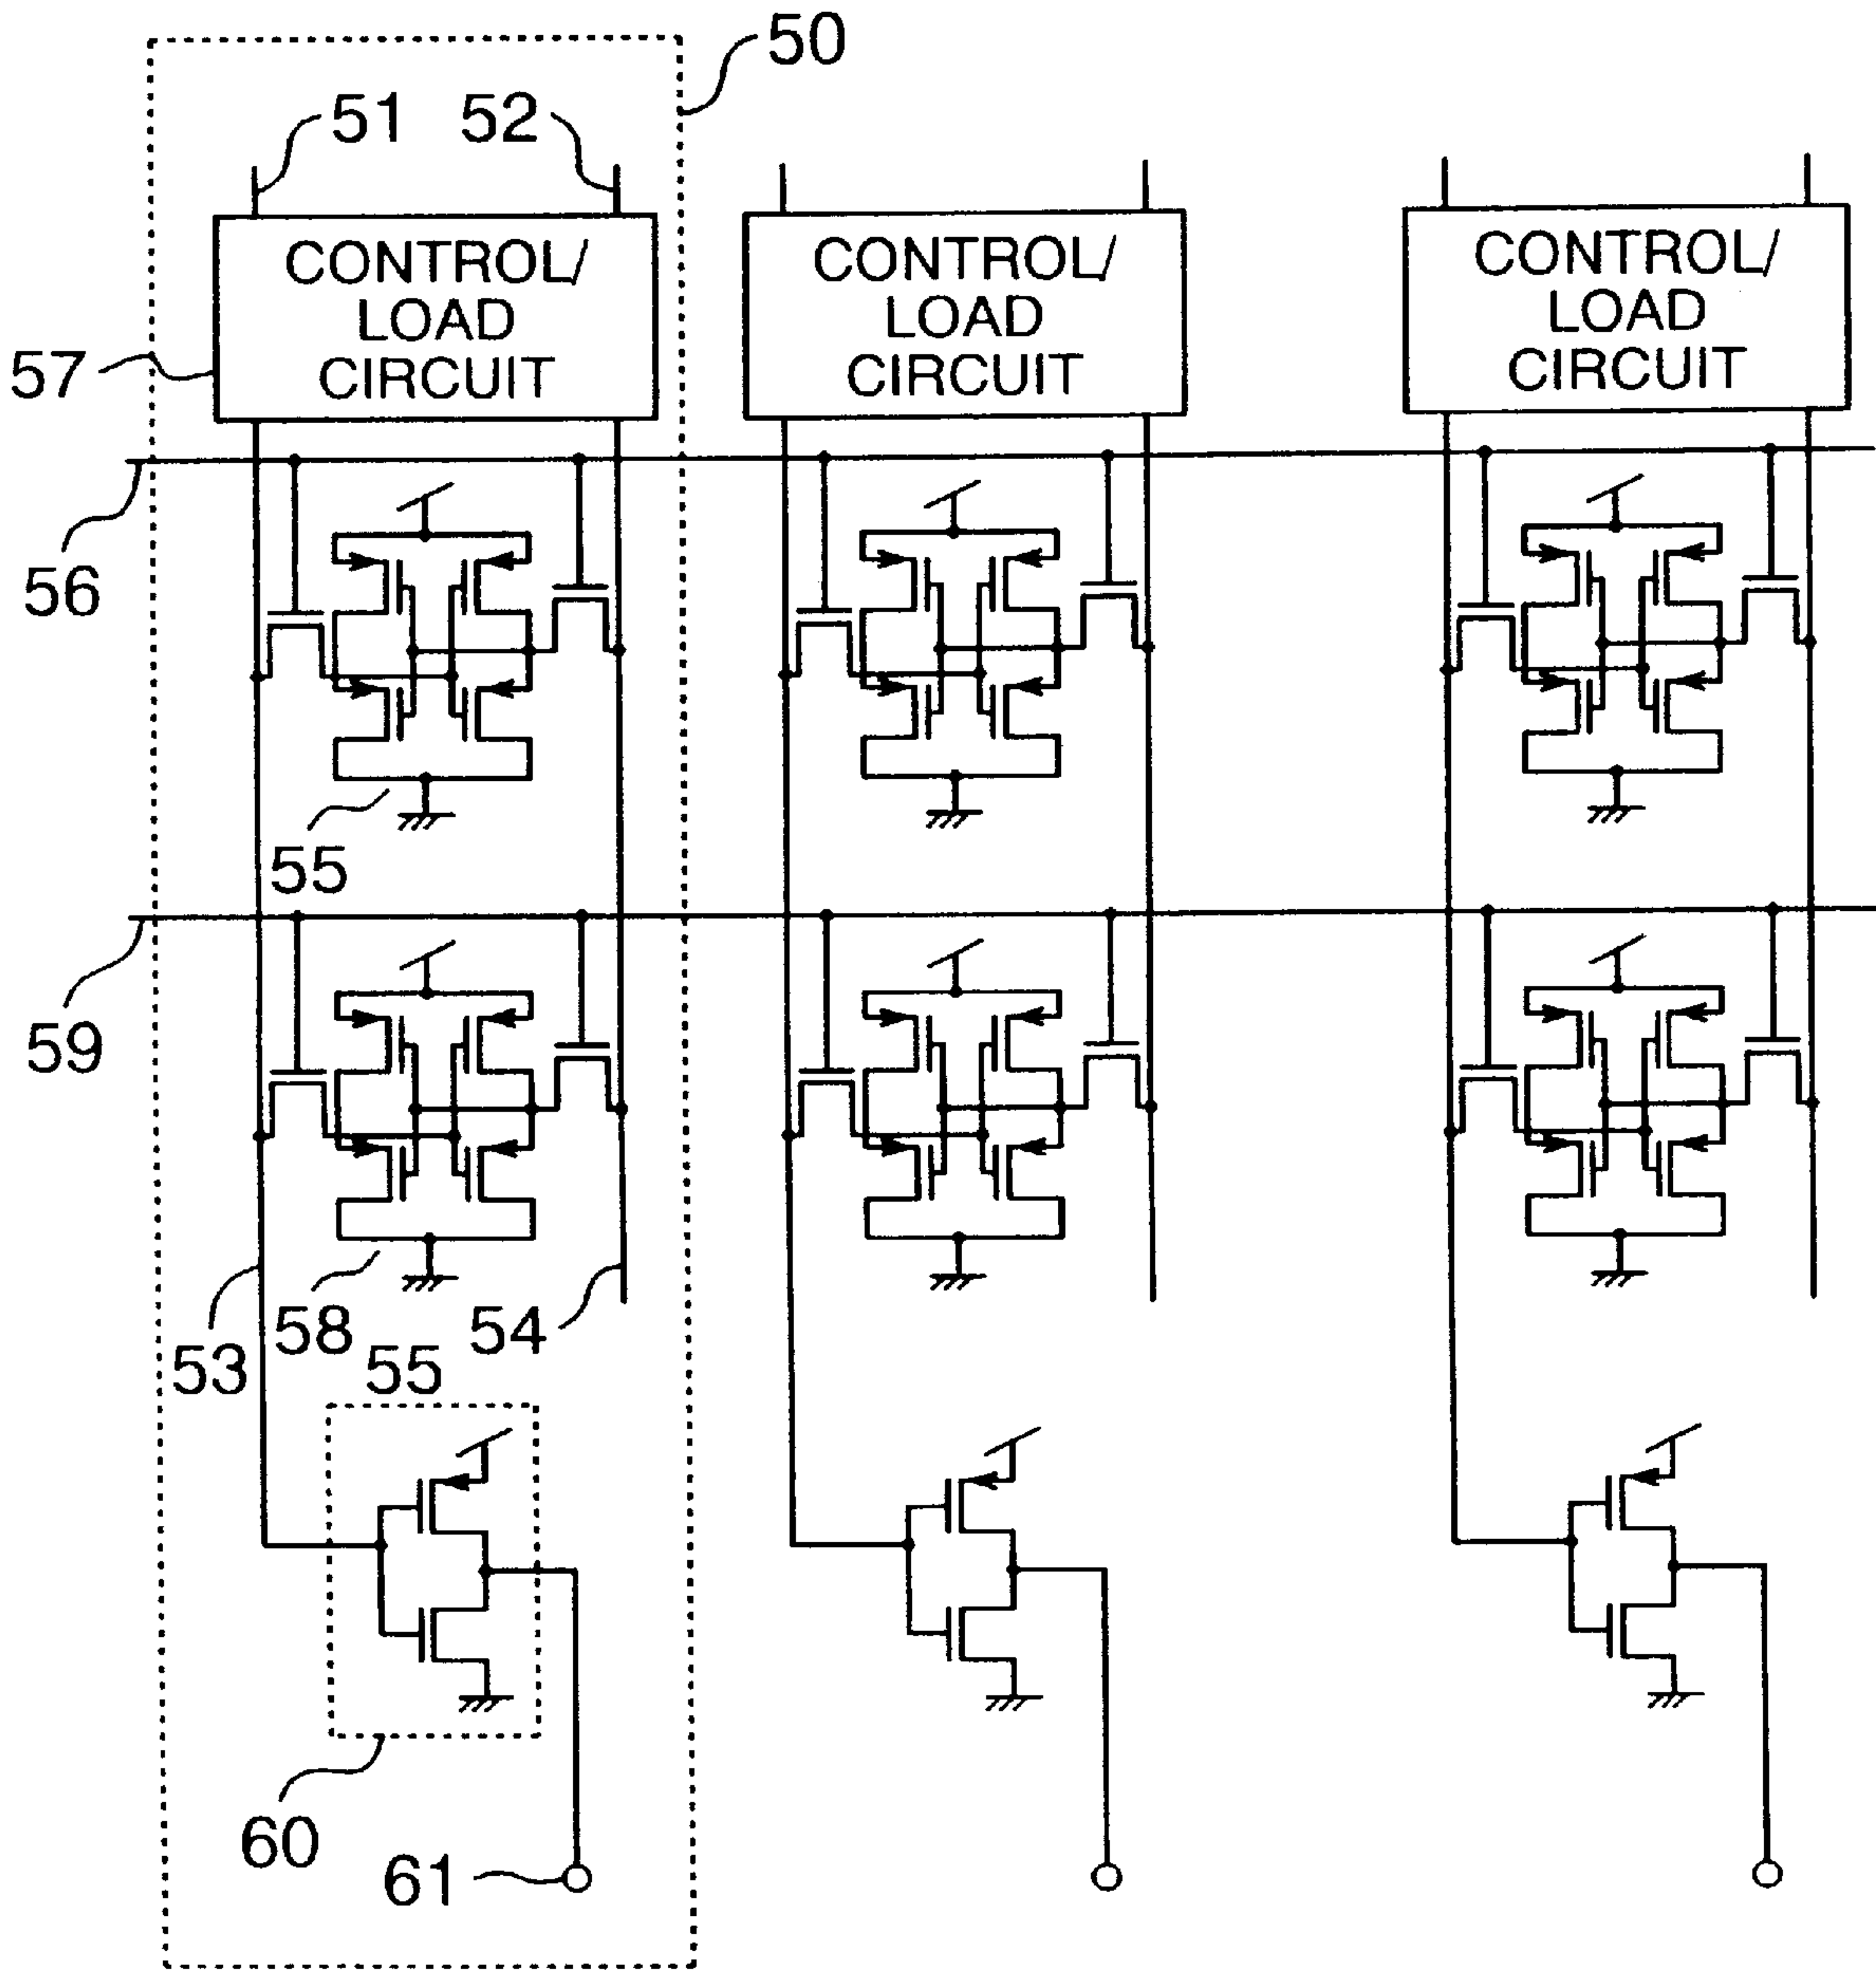 50
51
52
CONTROL/
LOAD
CIRCUIT
CONTROL/
LOAD
CIRCUIT
CONTROL/
LOAD
CIRCUIT
57
56
55
59
58
54
53
55
60
61